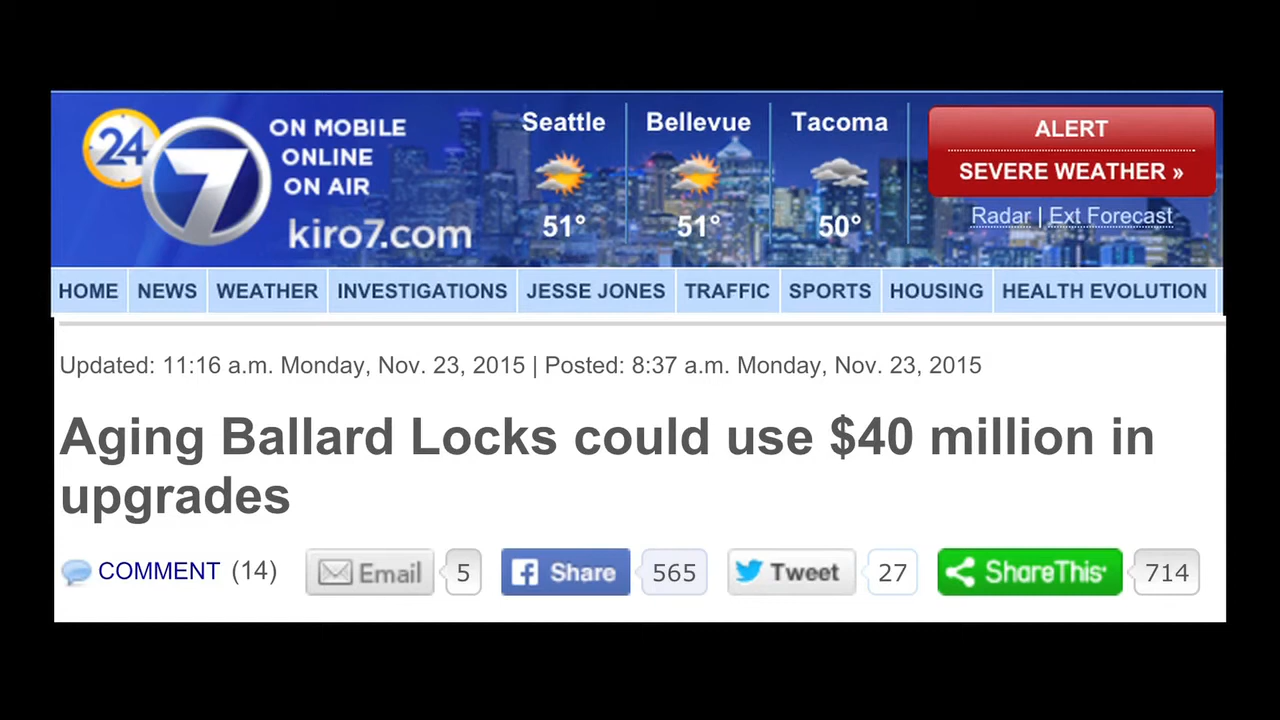 24 7 ON MOBILE
ONLINE
ON AIR
kiro7.com
Seattle Bellevue Tacoma
51° 51° 50°
ALERT
SEVERE WEATHER »
Radar | Ext Forecast
HOME NEWS WEATHER INVESTIGATIONS JESSE JONES TRAFFIC SPORTS HOUSING HEALTH EVOLUTION
Updated: 11:16 a.m. Monday, Nov. 23, 2015 | Posted: 8:37 a.m. Monday, Nov. 23, 2015
Aging Ballard Locks could use $40 million in
upgrades
COMMENT (14) Email 5 Share 565 Tweet 27 ShareThis 714